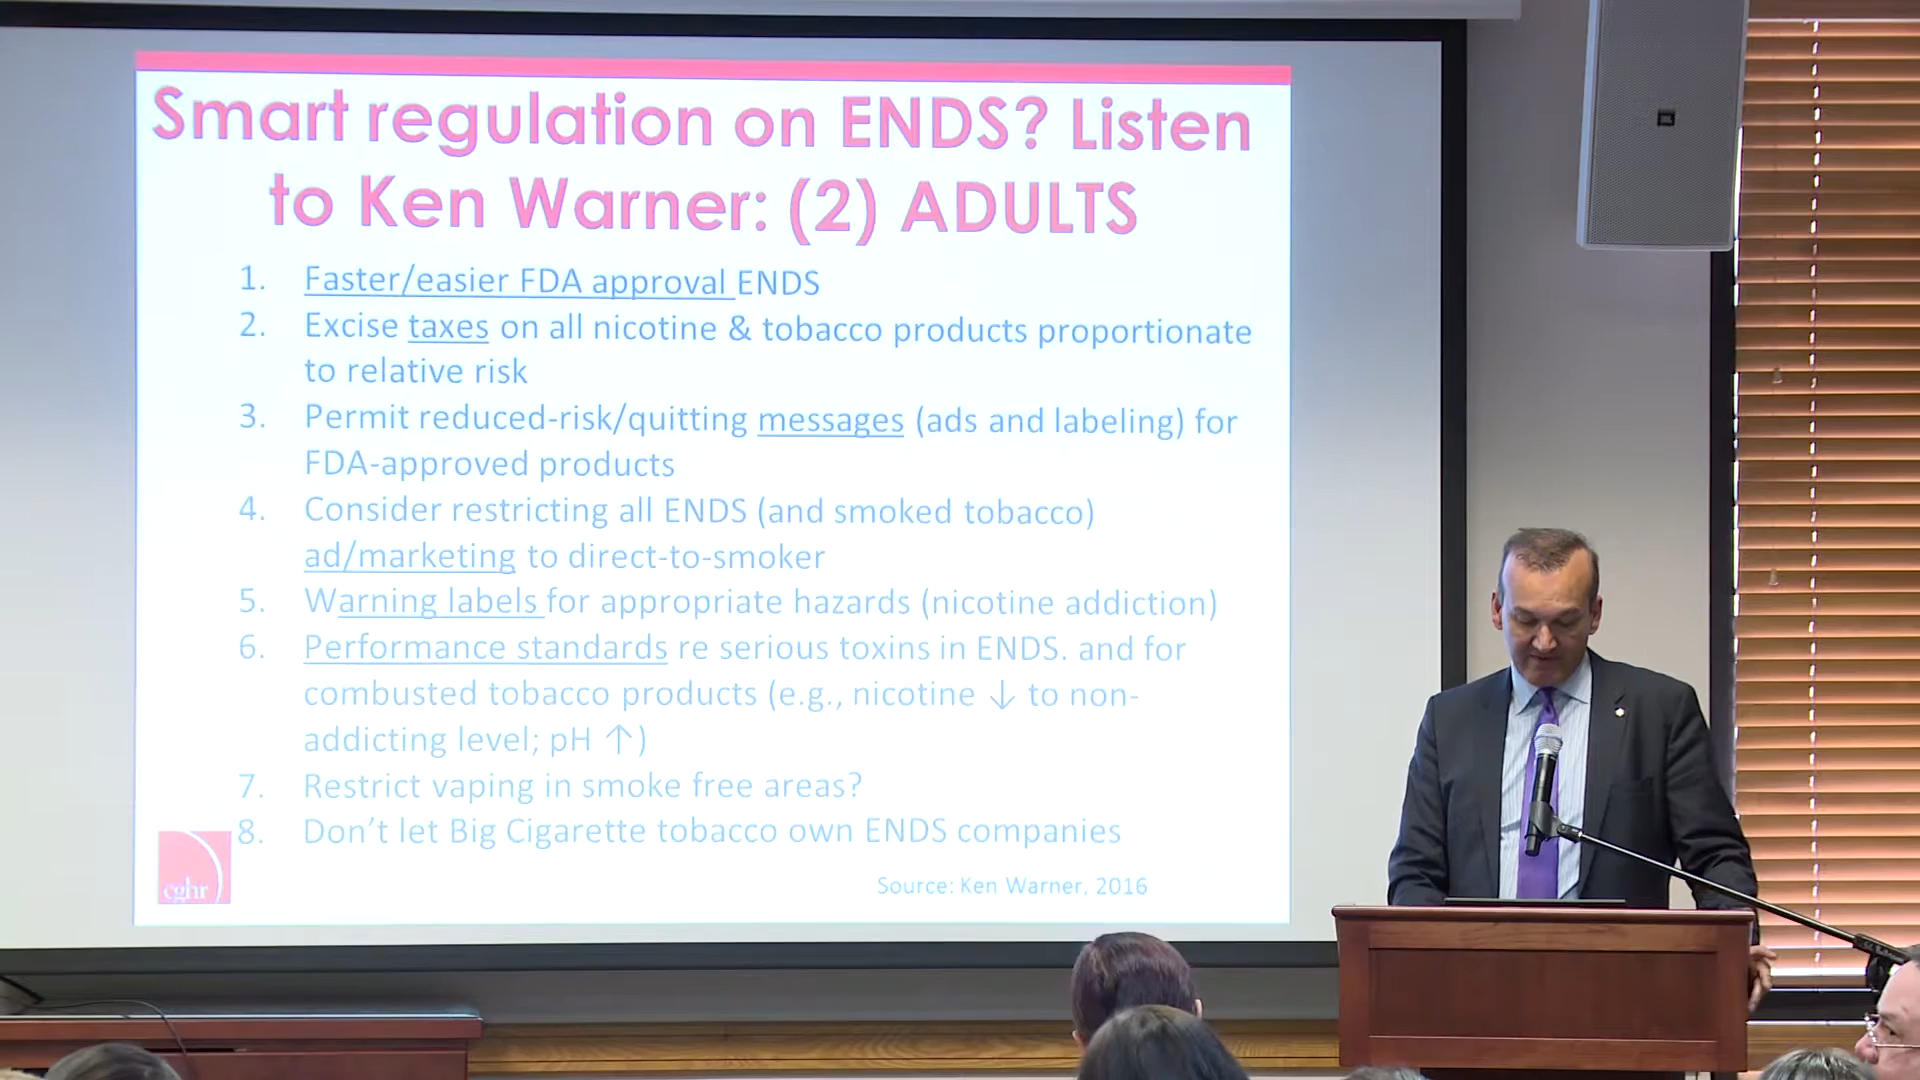 Smart regulation on ENDS? Listen
to Ken Warner: (2) ADULTS
1. Faster/easier FDA approval ENDS
2. Excise taxes on all nicotine & tobacco products proportionate
to relative risk
3. Permit reduced-risk/quitting messages (ads and labeling) for
FDA-approved products
4. Consider restricting all ENDS (and smoked tobacco)
ad/marketing to direct-to-smoker
5. Warning labels for appropriate hazards (nicotine addiction)
6. Performance standards re serious toxins in ENDS. and for
combusted tobacco products (e.g., nicotine ↓ to non-
addicting level; pH ↑)
7. Restrict vaping in smoke free areas?
8. Don't let Big Cigarette tobacco own ENDS companies
cghr
Source: Ken Warner, 2016
JBL